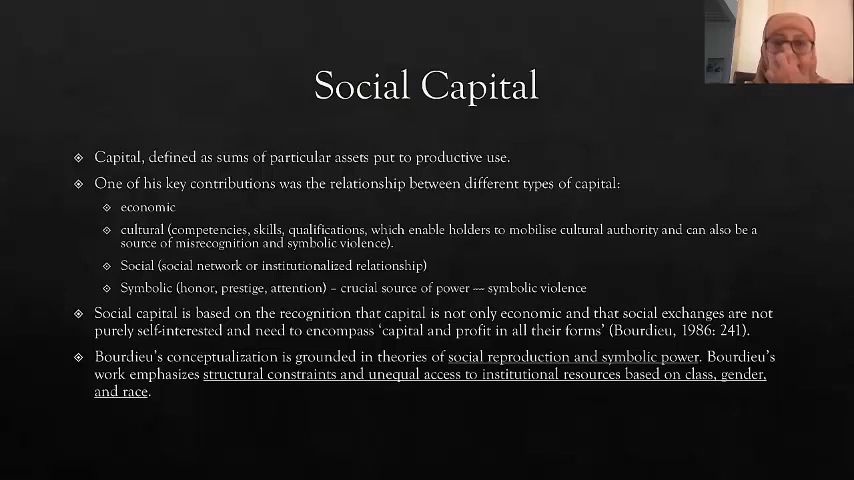 Social Capital
Capital, defined as sums of particular assets put to productive use.
One of his key contributions was the relationship between different types of capital:
economic
cultural (competencies, skills, qualifications, which enable holders to mobilise cultural authority and can also be a
source of misrecognition and symbolic violence).
Social (social network or institutionalized relationship)
Symbolic (honor, prestige, attention) – crucial source of power –– symbolic violence
Social capital is based on the recognition that capital is not only economic and that social exchanges are not
purely self-interested and need to encompass ‘capital and profit in all their forms’ (Bourdieu, 1986: 241).
Bourdieu’s conceptualization is grounded in theories of social reproduction and symbolic power. Bourdieu’s
work emphasizes structural constraints and unequal access to institutional resources based on class, gender,
and race.